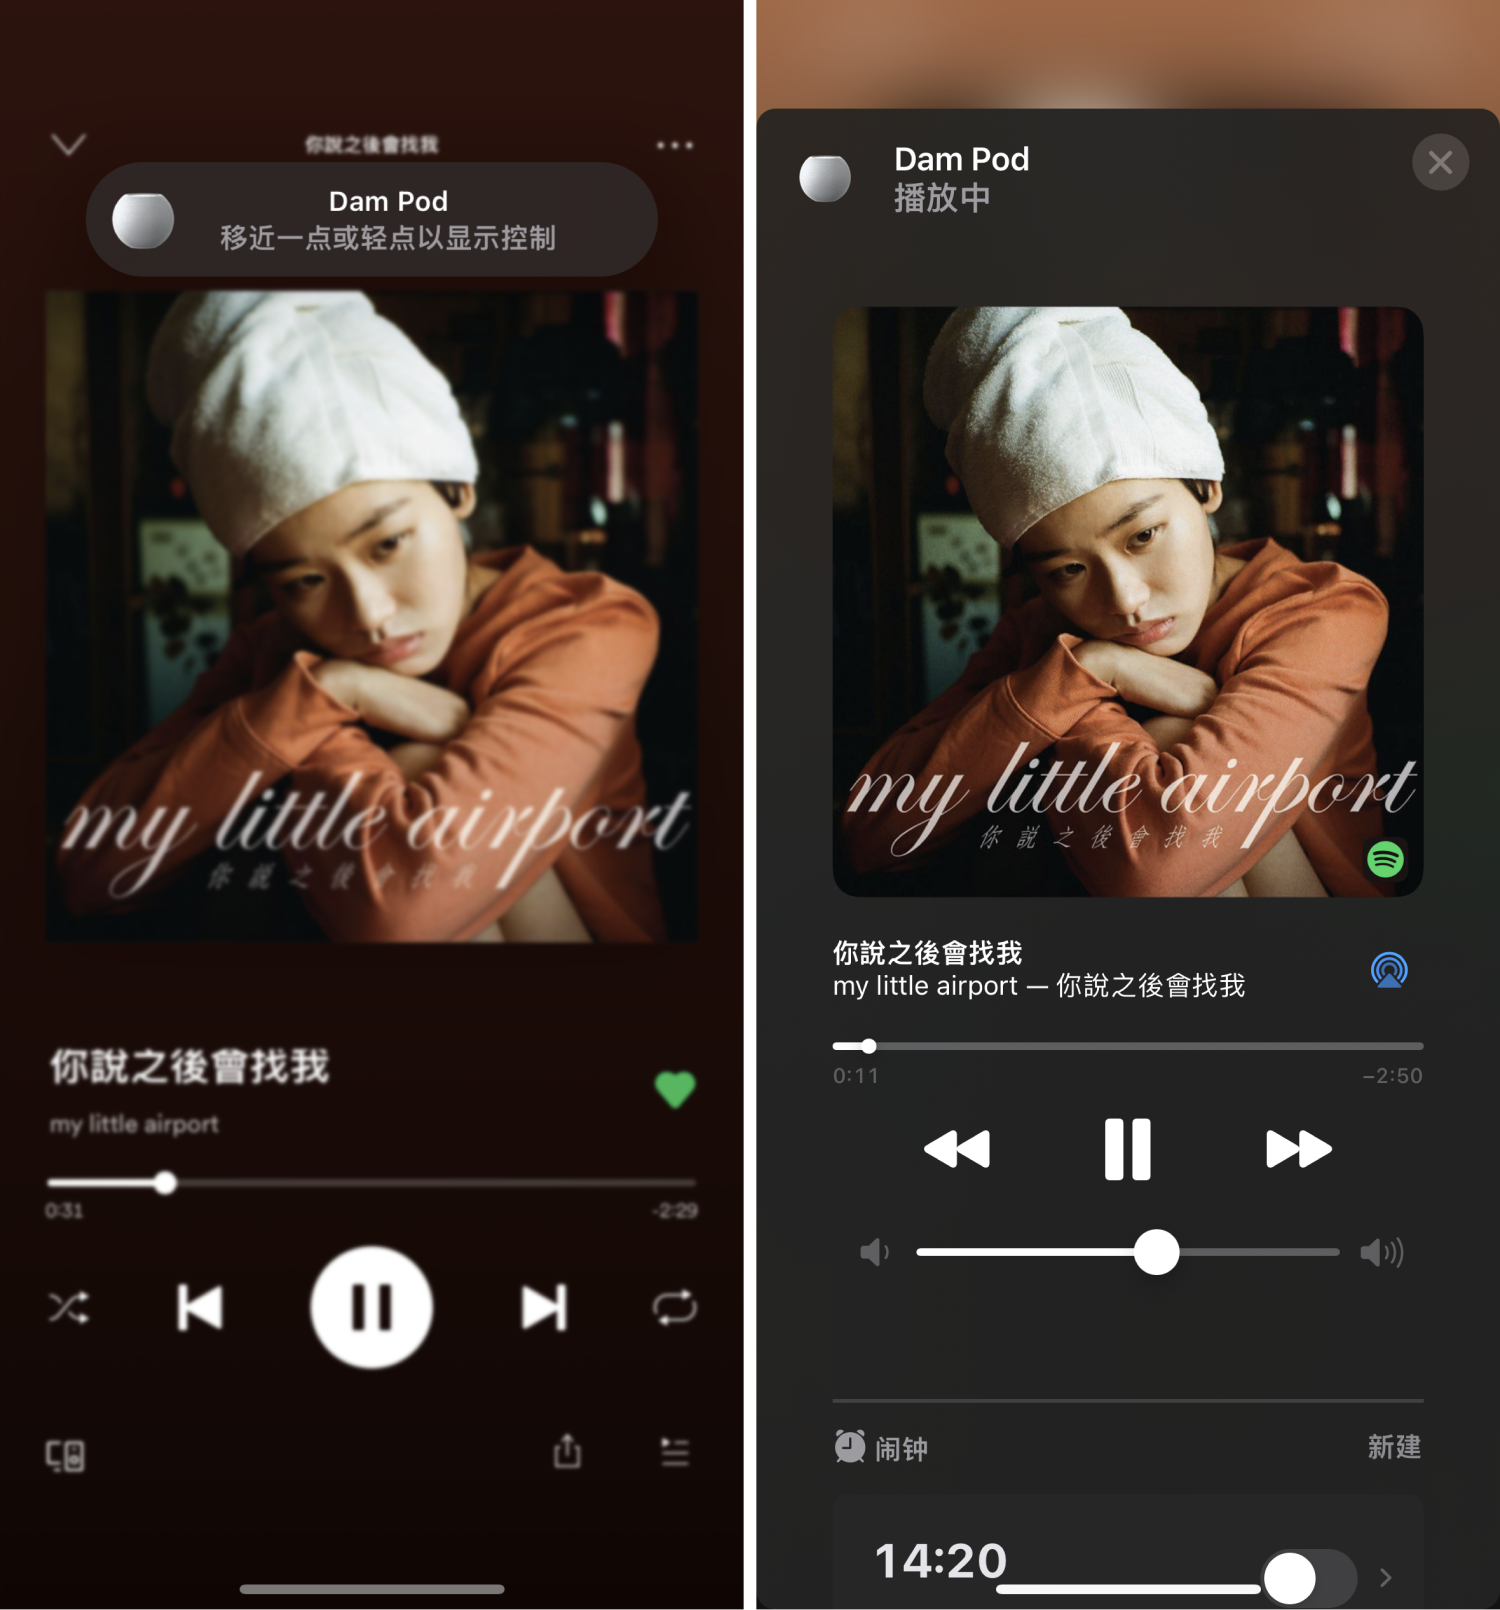 你說之後會找我
Dam Pod
移近一点或轻点以显示控制
my little airport
你說之後會找我
你說之後會找我
my little airport
0:31
-2:29
Dam Pod
播放中
my little airport
你說之後會找我
你說之後會找我
my little airport — 你說之後會找我
0:11
−2:50
闹钟
新建
14:20